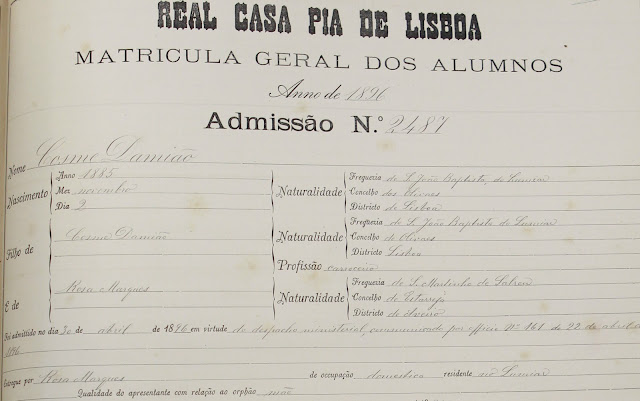 REAL CASA PIA DE LISBOA
MATRICULA GERAL DOS ALUMNOS
Anno de 1896
Admissão N.º 2487
Nome Cosme Damião
Nascimento Anno 1885 Mez novembro Dia 2 Naturalidade Freguezia de S. João Baptista, do Lumiar Concelho dos Olivaes Districto de Lisboa
Filho de Cosme Damião Naturalidade Freguezia de S. João Baptista do Lumiar Concelho de Olivaes Districto Lisboa
Profissão
E de Rosa Marques Naturalidade Freguezia de S. Martinho de Salreu Concelho de Estarreja Districto de Aveiro
Foi admittido no dia 30 de abril de 1896 em virtude do despacho ministerial, communicado por officio nº 161 de 22 de abril de
1896
Entregue por Rosa Marques de occupação domestica residente no Lumiar
Qualidade do apresentante com relação ao orphão mãe